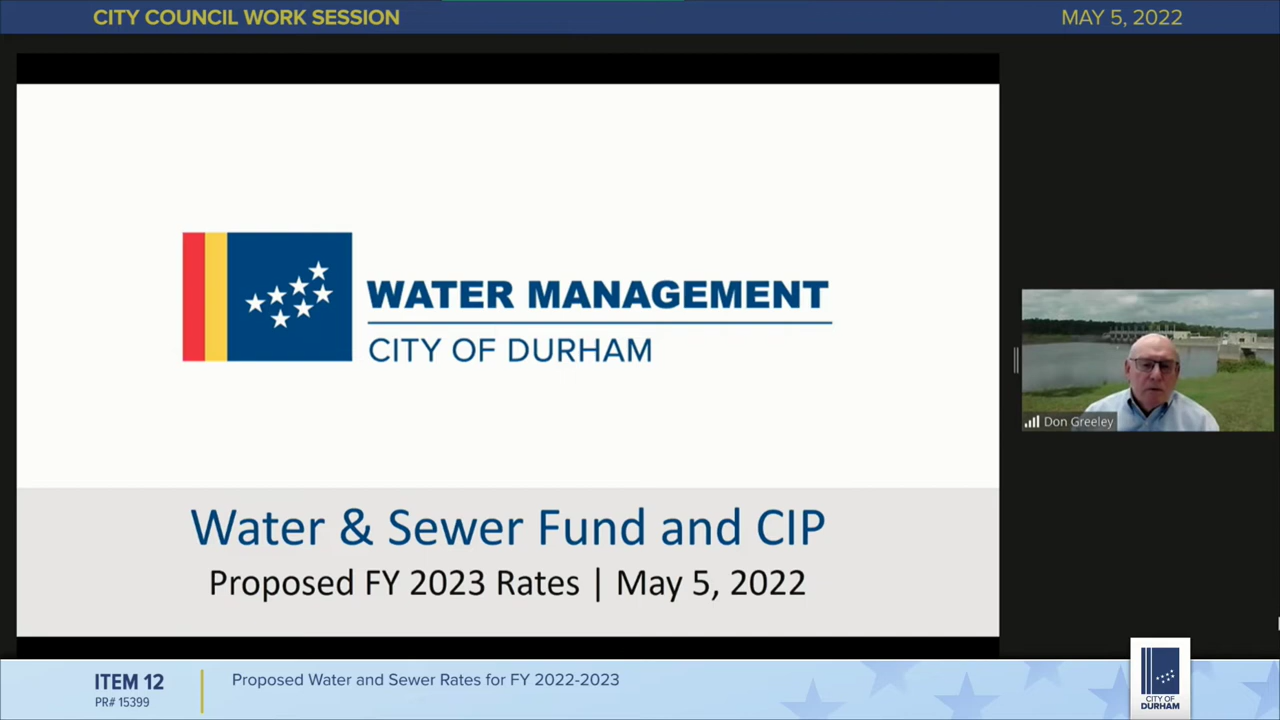 CITY COUNCIL WORK SESSION
MAY 5, 2022
WATER MANAGEMENT
CITY OF DURHAM
Don Greeley
Water & Sewer Fund and CIP
Proposed FY 2023 Rates | May 5, 2022
ITEM 12
PR# 15399
Proposed Water and Sewer Rates for FY 2022-2023
CITY OF
DURHAM